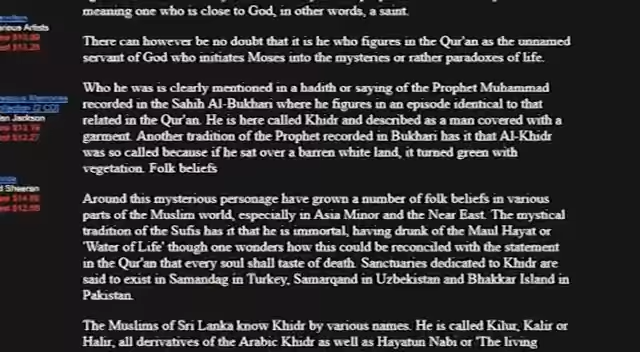 meaning one who is close to God, in other words, a saint.
There can however be no doubt that it is he who figures in the Qur'an as the unnamed
servant of God who initiates Moses into the mysteries or rather paradoxes of life.
Who he was is clearly mentioned in a hadith or saying of the Prophet Muhammad
recorded in the Sahih Al-Bukhari where he figures in an episode identical to that
related in the Qur'an. He is here called Khidr and described as a man covered with a
garment. Another tradition of the Prophet recorded in Bukhari has it that Al-Khidr
was so called because if he sat over a barren white land, it turned green with
vegetation. Folk beliefs
Around this mysterious personage have grown a number of folk beliefs in various
parts of the Muslim world, especially in Asia Minor and the Near East. The mystical
tradition of the Sufis has it that he is immortal, having drunk of the Maul Hayat or
'Water of Life' though one wonders how this could be reconciled with the statement
in the Qur'an that every soul shall taste of death. Sanctuaries dedicated to Khidr are
said to exist in Samandag in Turkey, Samarqand in Uzbekistan and Bhakkar Island in
Pakistan.
The Muslims of Sri Lanka know Khidr by various names. He is called Kilur, Kalir or
Halir, all derivatives of the Arabic Khidr as well as Hayatun Nabi or 'The living
Artists
Jackson
Sheeran